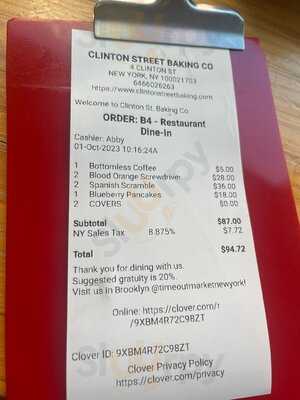 CLINTON STREET BAKING CO
4 CLINTON ST
NEW YORK, NY 100021703
6466026263
https://www.clintonstreetbaking.com
Welcome to Clinton St. Baking Co
ORDER: B4 - Restaurant
Dine-in
Cashier: Abby
01-Oct-2023 10:16:24A
1 Bottomless Coffee $5.00
2 Blood Orange Screwdriver $28.00
2 Spanish Scramble $36.00
1 Blueberry Pancakes $18.00
2 COVERS $0.00
Subtotal $87.00
NY Sales Tax 8.875% $7.72
Total $94.72
Thank you for dining with us.
Suggested gratuity is 20%.
Visit us in Brooklyn @timeoutmarketnewyork!
Online: https://clover.com/r
/9XBM4R72C9BZT
Clover ID: 9XBM4R72C9BZT
Clover Privacy Policy
https://clover.com/privacy
Sluurpy
Sluurpy
Sluurpy